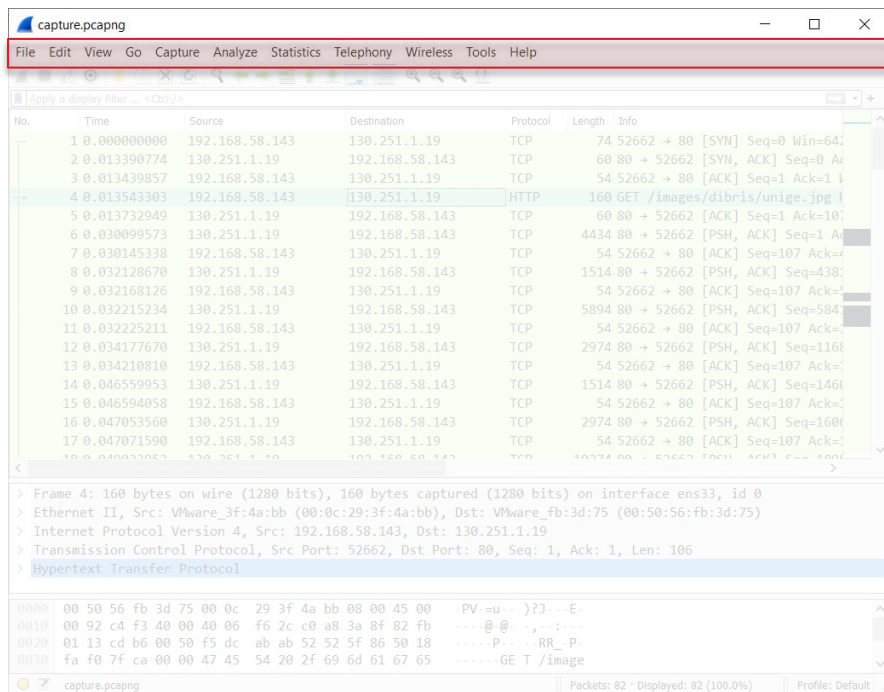 capture.pcapng
File Edit View Go Capture Analyze Statistics Telephony Wireless Tools Help
Apply a display filter ... <Ctrl-/>
No. Time Source Destination Protocol Length Info
1 0.000000000 192.168.58.143 130.251.1.19 TCP 74 52662 → 80 [SYN] Seq=0 Win=642
2 0.013390774 130.251.1.19 192.168.58.143 TCP 60 80 → 52662 [SYN, ACK] Seq=0 Ac
3 0.013439857 192.168.58.143 130.251.1.19 TCP 54 52662 → 80 [ACK] Seq=1 Ack=1 W
4 0.013543303 192.168.58.143 130.251.1.19 HTTP 160 GET /images/dibris/unige.jpg H
5 0.013732949 130.251.1.19 192.168.58.143 TCP 60 80 → 52662 [ACK] Seq=1 Ack=107
6 0.030099573 130.251.1.19 192.168.58.143 TCP 4434 80 → 52662 [PSH, ACK] Seq=1 Ac
7 0.030145338 192.168.58.143 130.251.1.19 TCP 54 52662 → 80 [ACK] Seq=107 Ack=4
8 0.032128670 130.251.1.19 192.168.58.143 TCP 1514 80 → 52662 [PSH, ACK] Seq=4381
9 0.032168126 192.168.58.143 130.251.1.19 TCP 54 52662 → 80 [ACK] Seq=107 Ack=5
10 0.032215234 130.251.1.19 192.168.58.143 TCP 5894 80 → 52662 [PSH, ACK] Seq=5841
11 0.032225211 192.168.58.143 130.251.1.19 TCP 54 52662 → 80 [ACK] Seq=107 Ack=1
12 0.034177670 130.251.1.19 192.168.58.143 TCP 2974 80 → 52662 [PSH, ACK] Seq=1168
13 0.034210810 192.168.58.143 130.251.1.19 TCP 54 52662 → 80 [ACK] Seq=107 Ack=1
14 0.046559953 130.251.1.19 192.168.58.143 TCP 1514 80 → 52662 [PSH, ACK] Seq=1460
15 0.046594058 192.168.58.143 130.251.1.19 TCP 54 52662 → 80 [ACK] Seq=107 Ack=1
16 0.047053560 130.251.1.19 192.168.58.143 TCP 2974 80 → 52662 [PSH, ACK] Seq=1606
17 0.047071590 192.168.58.143 130.251.1.19 TCP 54 52662 → 80 [ACK] Seq=107 Ack=1
> Frame 4: 160 bytes on wire (1280 bits), 160 bytes captured (1280 bits) on interface ens33, id 0
> Ethernet II, Src: VMware_3f:4a:bb (00:0c:29:3f:4a:bb), Dst: VMware_fb:3d:75 (00:50:56:fb:3d:75)
> Internet Protocol Version 4, Src: 192.168.58.143, Dst: 130.251.1.19
> Transmission Control Protocol, Src Port: 52662, Dst Port: 80, Seq: 1, Ack: 1, Len: 106
> Hypertext Transfer Protocol
0000 00 50 56 fb 3d 75 00 0c 29 3f 4a bb 08 00 45 00 ·PV·=u·· )?J···E·
0010 00 92 c4 f3 40 00 40 06 f6 2c c0 a8 3a 8f 82 fb ····@·@· ·,··:···
0020 01 13 cd b6 00 50 f5 dc ab ab 52 52 5f 86 50 18 ·····P·· ··RR_·P·
0030 fa f0 7f ca 00 00 47 45 54 20 2f 69 6d 61 67 65 ······GE T /image
capture.pcapng Packets: 82 · Displayed: 82 (100.0%) Profile: Default